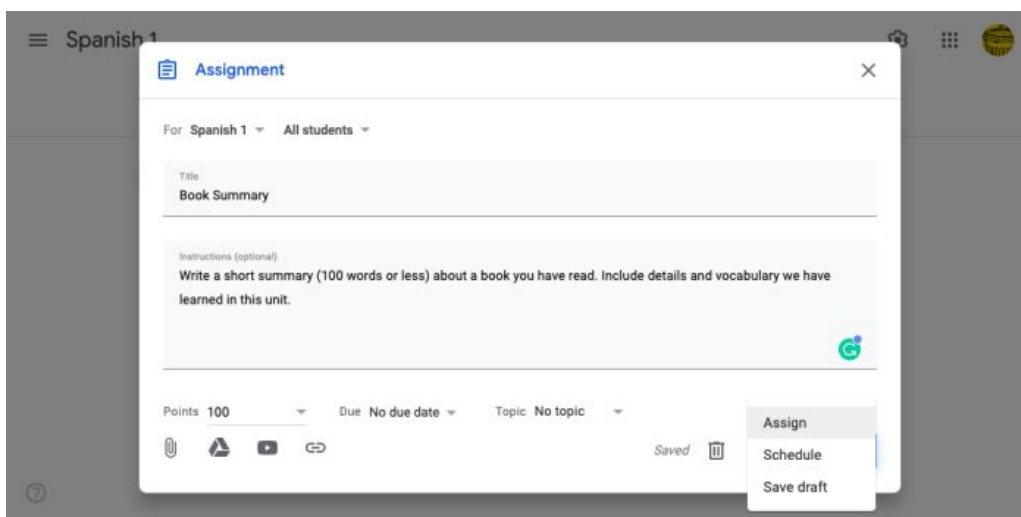 Spanish 1
Assignment
For Spanish 1 All students
Title
Book Summary
Instructions (optional)
Write a short summary (100 words or less) about a book you have read. Include details and vocabulary we have
learned in this unit.
Points 100 Due No due date Topic No topic
Assign
Saved
Schedule
Save draft